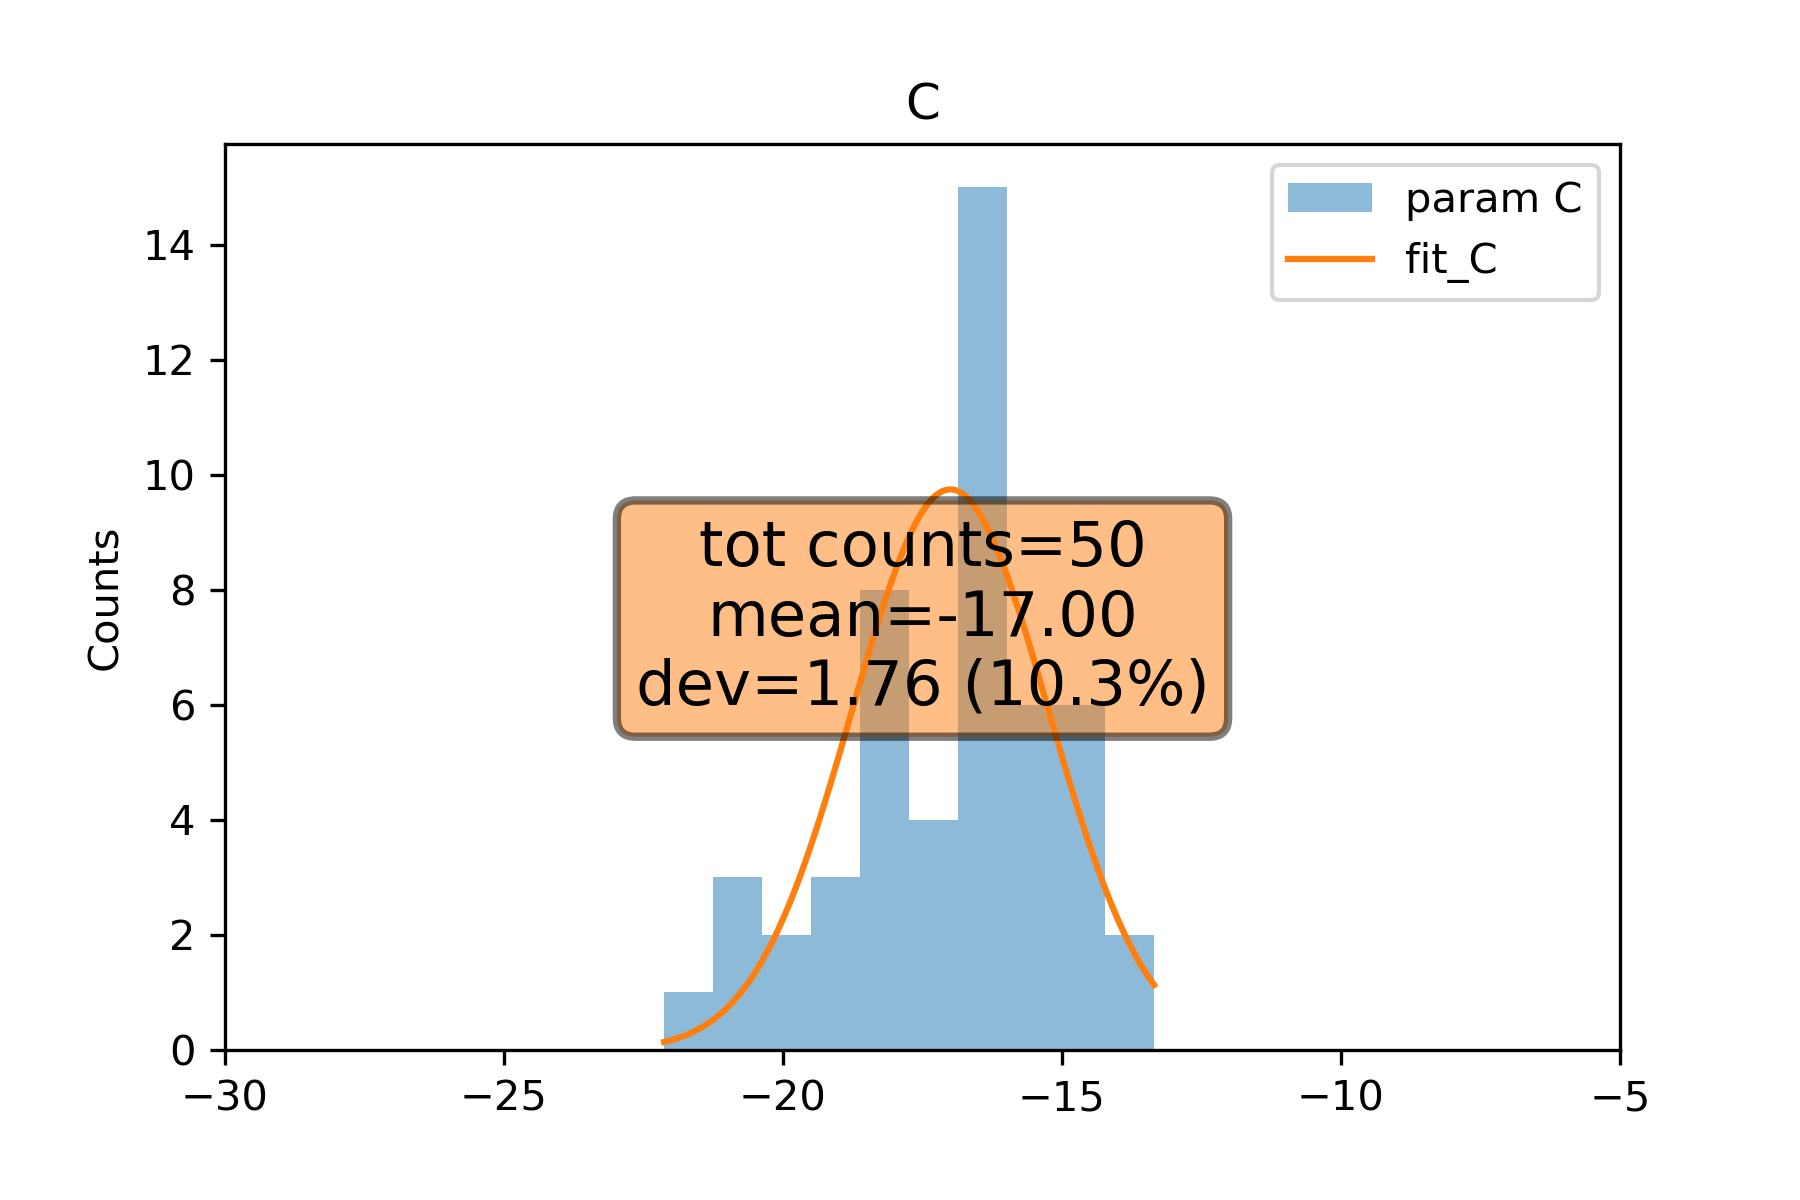 C
param C
fit_C
14
12
10
8
6
4
2
0
Counts
tot counts=50
mean=-17.00
dev=1.76 (10.3%)
−30 −25 −20 −15 −10 −5